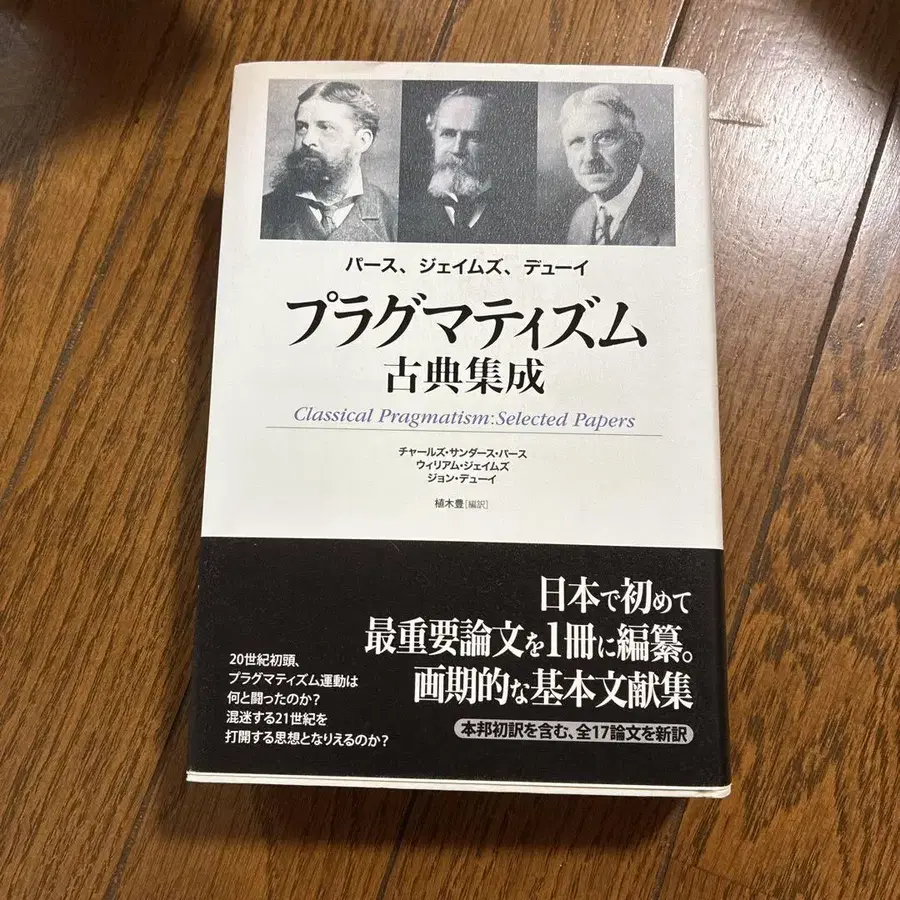 パース、ジェイムズ、デューイ
プラグマティズム
古典集成
Classical Pragmatism:Selected Papers
チャールズ・サンダース・パース
ウィリアム・ジェイムズ
ジョン・デューイ
植木豊[編訳]
日本で初めて
最重要論文を1冊に編纂。
画期的な基本文献集
本邦初訳を含む、全17論文を新訳
20世紀初頭、
プラグマティズム運動は
何と闘ったのか?
混迷する21世紀を
打開する思想となりえるのか?